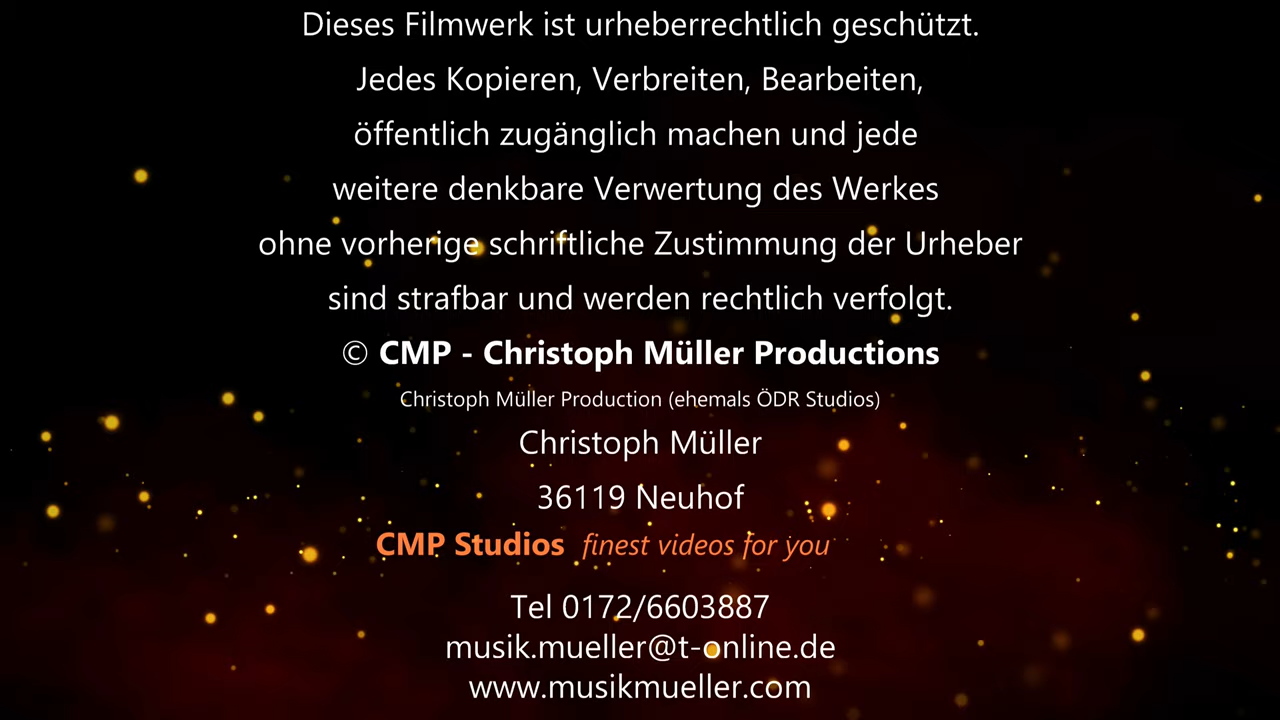 Dieses Filmwerk ist urheberrechtlich geschützt.
Jedes Kopieren, Verbreiten, Bearbeiten,
öffentlich zugänglich machen und jede
weitere denkbare Verwertung des Werkes
ohne vorherige schriftliche Zustimmung der Urheber
sind strafbar und werden rechtlich verfolgt.
© CMP - Christoph Müller Productions
Christoph Müller Production (ehemals ÖDR Studios)
Christoph Müller
36119 Neuhof
CMP Studios finest videos for you
Tel 0172/6603887
musik.mueller@t-online.de
www.musikmueller.com